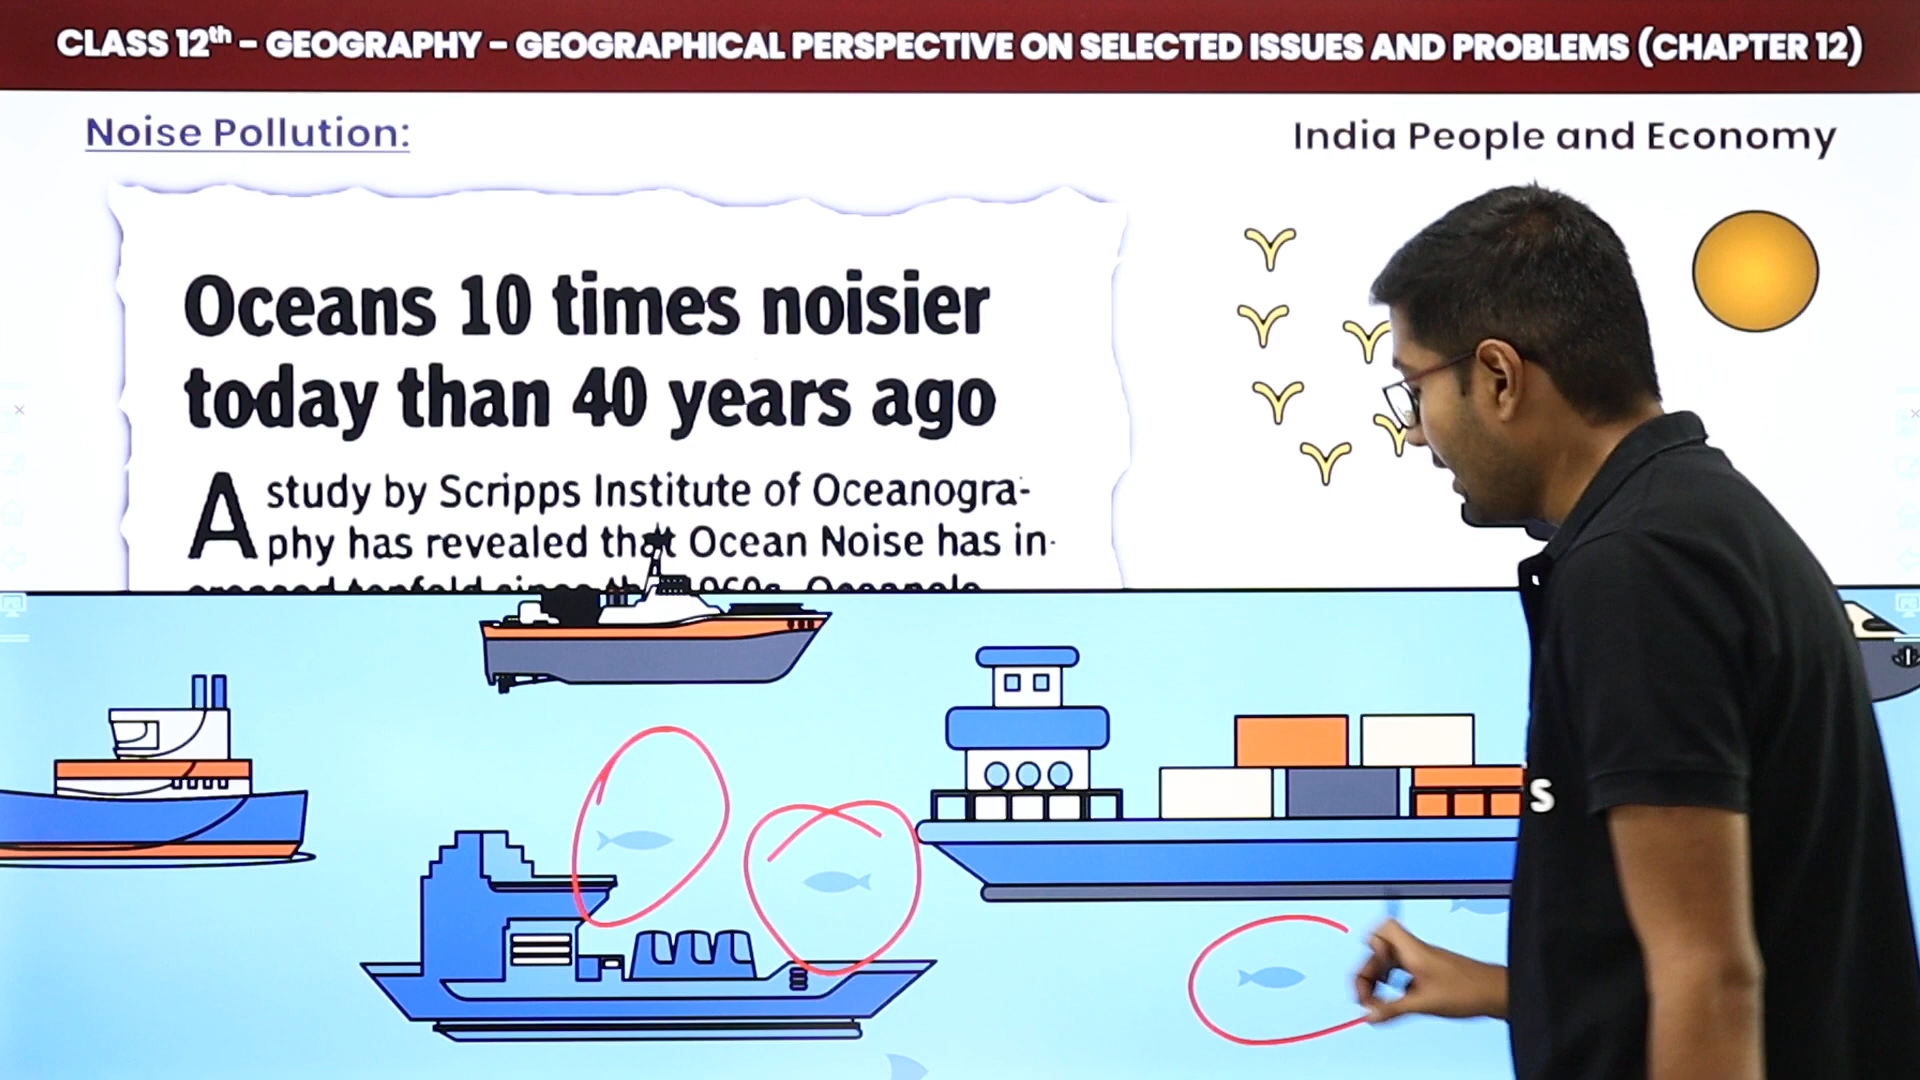 CLASS 12th - GEOGRAPHY - GEOGRAPHICAL PERSPECTIVE ON SELECTED ISSUES AND PROBLEMS (CHAPTER 12)
Noise Pollution:
India People and Economy
Oceans 10 times noisier
today than 40 years ago
A study by Scripps Institute of Oceanogra-
phy has revealed that Ocean Noise has in-
S